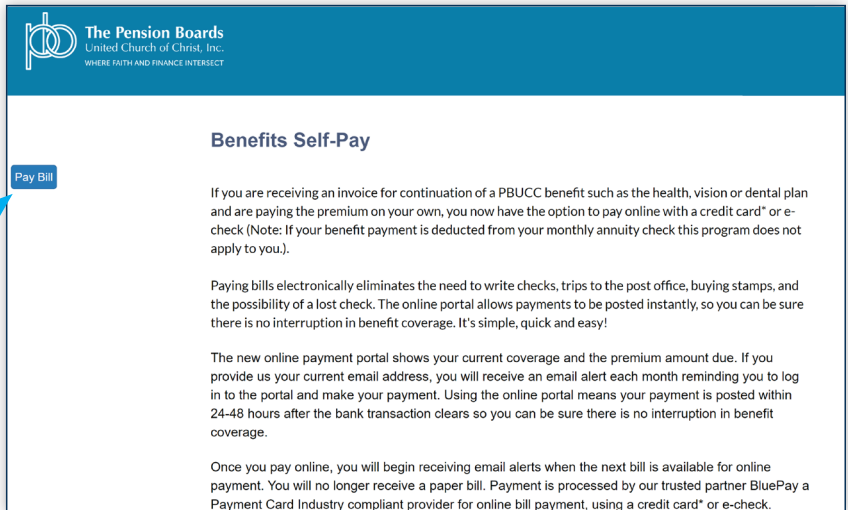 The Pension Boards
United Church of Christ, Inc.
WHERE FAITH AND FINANCE INTERSECT
Benefits Self-Pay
Pay Bill
If you are receiving an invoice for continuation of a PBUCC benefit such as the health, vision or dental plan
and are paying the premium on your own, you now have the option to pay online with a credit card* or e-
check (Note: If your benefit payment is deducted from your monthly annuity check this program does not
apply to you.).
Paying bills electronically eliminates the need to write checks, trips to the post office, buying stamps, and
the possibility of a lost check. The online portal allows payments to be posted instantly, so you can be sure
there is no interruption in benefit coverage. It's simple, quick and easy!
The new online payment portal shows your current coverage and the premium amount due. If you
provide us your current email address, you will receive an email alert each month reminding you to log
in to the portal and make your payment. Using the online portal means your payment is posted within
24-48 hours after the bank transaction clears so you can be sure there is no interruption in benefit
coverage.
Once you pay online, you will begin receiving email alerts when the next bill is available for online
payment. You will no longer receive a paper bill. Payment is processed by our trusted partner BluePay a
Payment Card Industry compliant provider for online bill payment, using a credit card* or e-check.